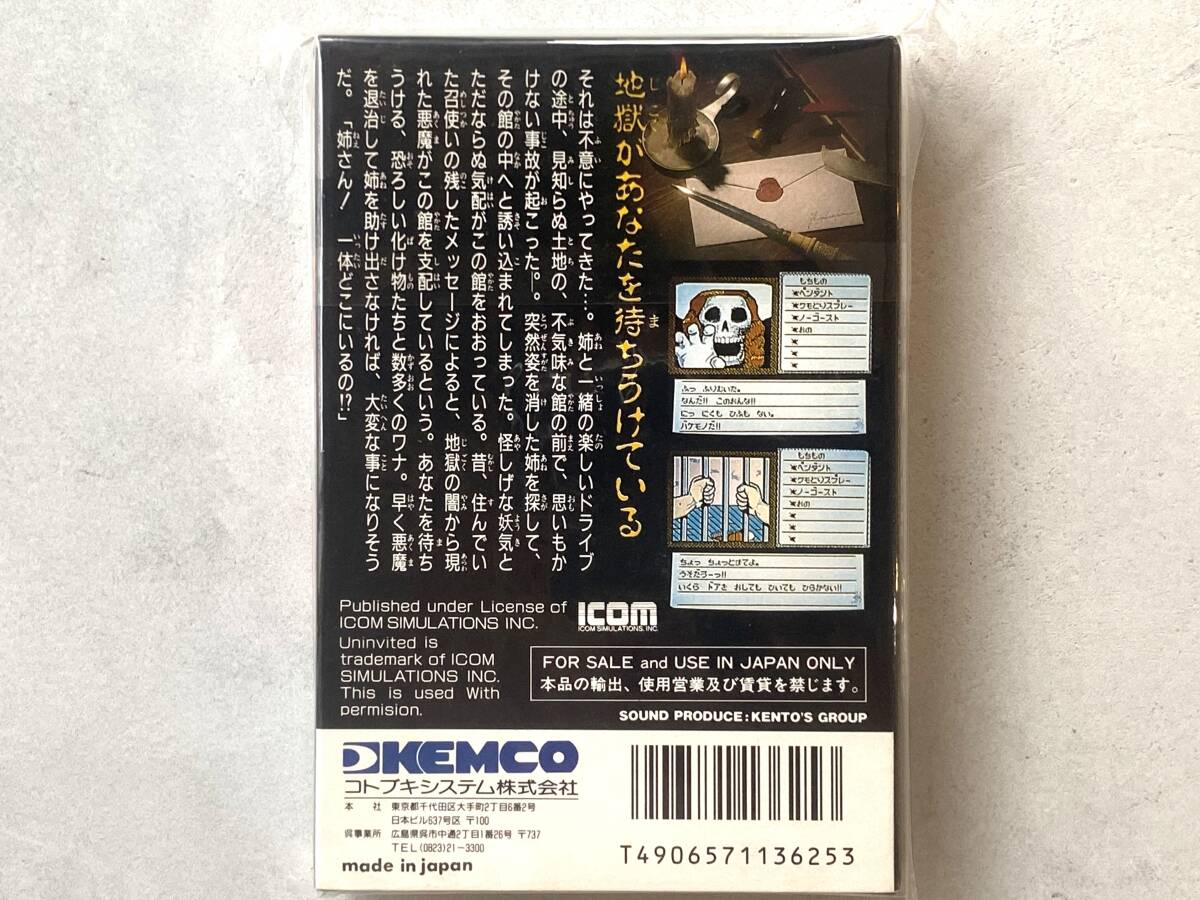 地獄があなたを待ちうけている
それは不意にやってきた…。姉と一緒の楽しいドライブ
の途中、見知らぬ土地の、不気味な館の前で、思いもか
けない事故が起こった。突然姿を消した姉を探して、
その館の中へと誘い込まれてしまった。怪しげな妖気と
ただならぬ気配がこの館をおおっている。昔、住んでい
た召使いの残したメッセージによると、地獄の闇から現
れた悪魔がこの館を支配しているという。あなたを待ち
うける、恐ろしい化け物たちと数多くのワナ。早く悪魔
を退治して姉を助け出さなければ、大変な事になりそう
だ。「姉さん!一体どこにいるの!?」
もちもの
ペンダント
クモとりスプレー
ノーゴースト
おの
ふっ ふりむいた。
なんだ!! このおんな!!
にっ にくも ひふも ない。
バケモノだ!!
もちもの
ペンダント
クモとりスプレー
ノーゴースト
おの
ちょっ ちょっとまてよ。
うそだろーっ!!
いくら ドアを おしても ひいても ひらかない!!
Published under License of
ICOM SIMULATIONS INC.
Uninvited is
trademark of ICOM
SIMULATIONS INC.
This is used With
permision.
ICOM
ICOM SIMULATIONS, INC.
FOR SALE and USE IN JAPAN ONLY
本品の輸出、使用営業及び賃貸を禁じます。
SOUND PRODUCE:KENTO'S GROUP
KEMCO
コトブキシステム株式会社
本 社 東京都千代田区大手町2丁目6番2号
日本ビル637号区 〒100
呉事業所 広島県呉市中通2丁目1番26号 〒737
TEL(0823)21-3300
made in japan
T4906571136253